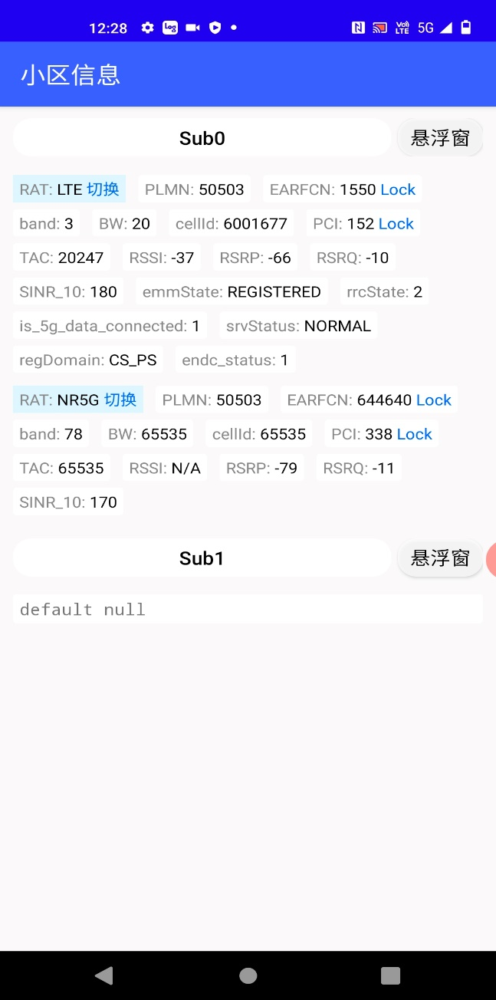 12:28 Log Vo) LTE 5G
小区信息
Sub0 悬浮窗
RAT: LTE 切换 PLMN: 50503 EARFCN: 1550 Lock
band: 3 BW: 20 cellId: 6001677 PCI: 152 Lock
TAC: 20247 RSSI: -37 RSRP: -66 RSRQ: -10
SINR_10: 180 emmState: REGISTERED rrcState: 2
is_5g_data_connected: 1 srvStatus: NORMAL
regDomain: CS_PS endc_status: 1
RAT: NR5G 切换 PLMN: 50503 EARFCN: 644640 Lock
band: 78 BW: 65535 cellId: 65535 PCI: 338 Lock
TAC: 65535 RSSI: N/A RSRP: -79 RSRQ: -11
SINR_10: 170
Sub1 悬浮窗
default null